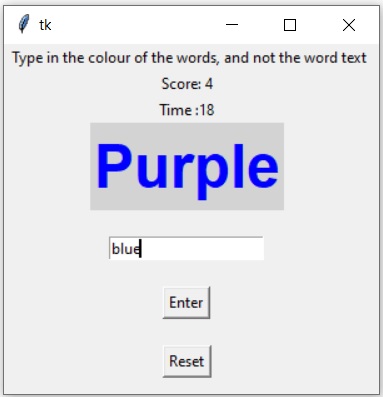 tk
Type in the colour of the words, and not the word text
Score: 4
Time :18
Purple
blue
Enter
Reset